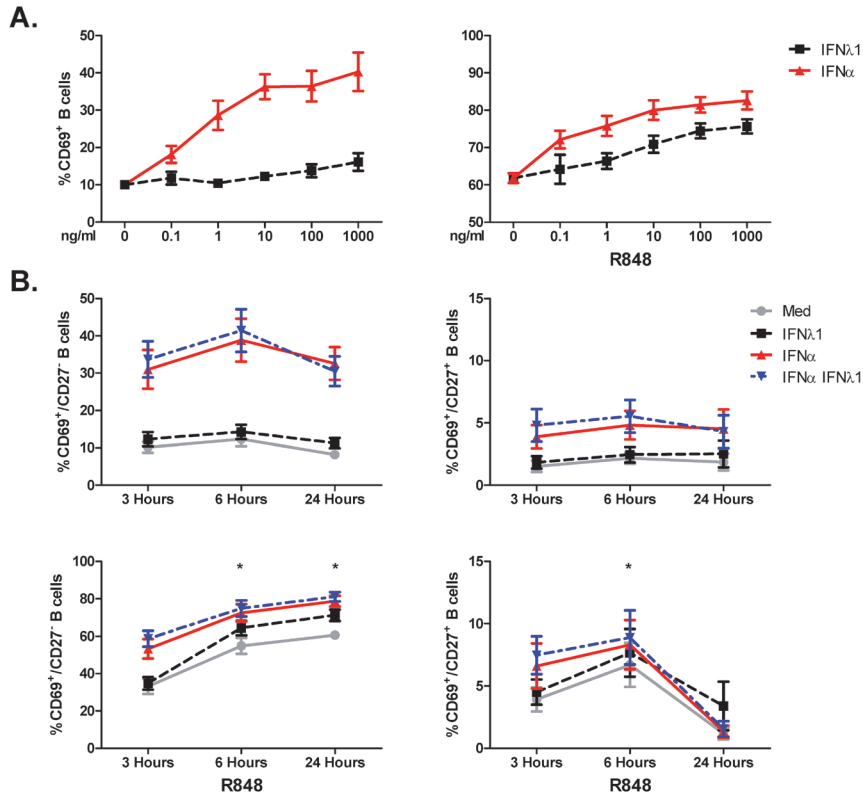 A.
%CD69⁺ B cells
50
40
30
20
10
0
ng/ml 0 0.1 1 10 100 1000
100
90
80
70
60
50
ng/ml 0 0.1 1 10 100 1000
R848
IFNλ1
IFNα
B.
%CD69⁺/CD27⁻ B cells
50
40
30
20
10
0
3 Hours 6 Hours 24 Hours
%CD69⁺/CD27⁺ B cells
15
10
5
0
3 Hours 6 Hours 24 Hours
Med
IFNλ1
IFNα
IFNα IFNλ1
%CD69⁺/CD27⁻ B cells
100
80
60
40
20
0
* *
3 Hours 6 Hours 24 Hours
R848
%CD69⁺/CD27⁺ B cells
15
10
5
0
*
3 Hours 6 Hours 24 Hours
R848